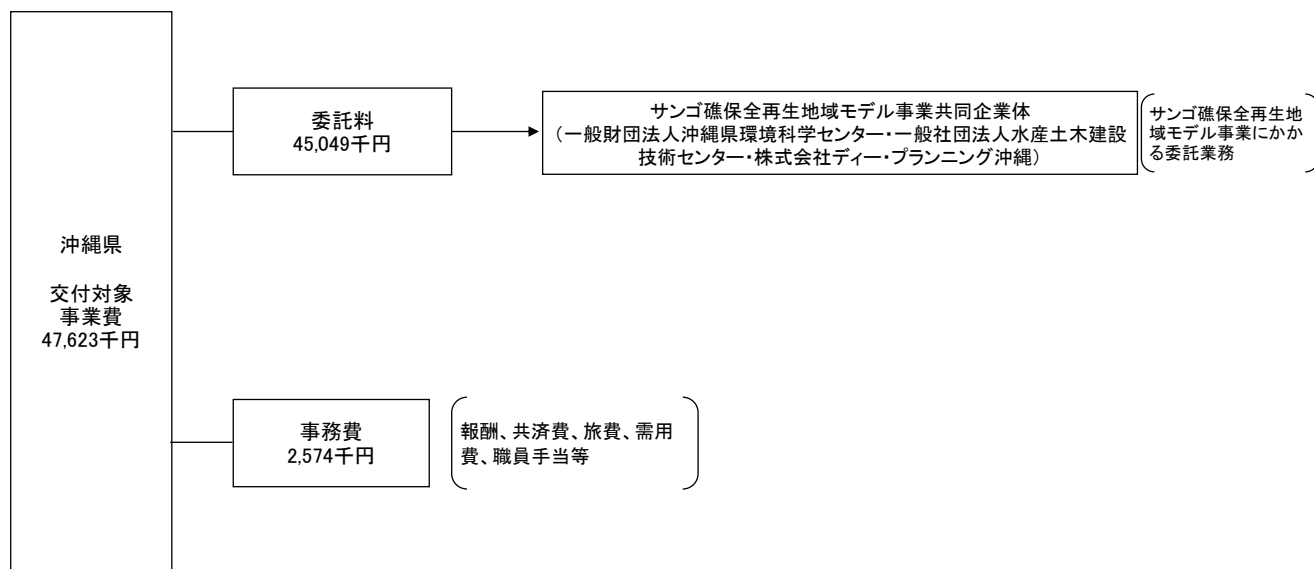 沖縄県
交付対象
事業費
47,623千円
委託料
45,049千円
サンゴ礁保全再生地域モデル事業共同企業体
（一般財団法人沖縄県環境科学センター・一般社団法人水産土木建設
技術センター・株式会社ディー・プランニング沖縄）
サンゴ礁保全再生地
域モデル事業にかか
る委託業務
事務費
2,574千円
報酬、共済費、旅費、需用
費、職員手当等